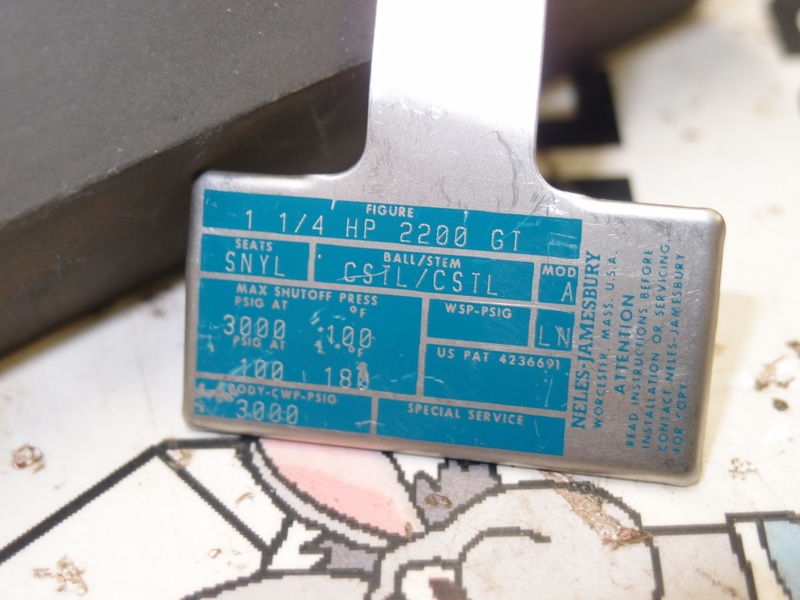 FIGURE
1 1/4 HP 2200 GT
SEATS
SNYL
BALL/STEM
CSTL/CSTL
MOD
A
MAX SHUTOFF PRESS
PSIG AT °F
3000 -100
PSIG AT °F
100 180
WSP-PSIG
LN
US PAT 4236691
BODY-CWP-PSIG
3000
SPECIAL SERVICE
NELES-JAMESBURY
WORCESTER, MASS. U.S.A.
ATTENTION
READ INSTRUCTIONS BEFORE
INSTALLATION OR SERVICING.
CONTACT NELES-JAMESBURY
FOR COPY